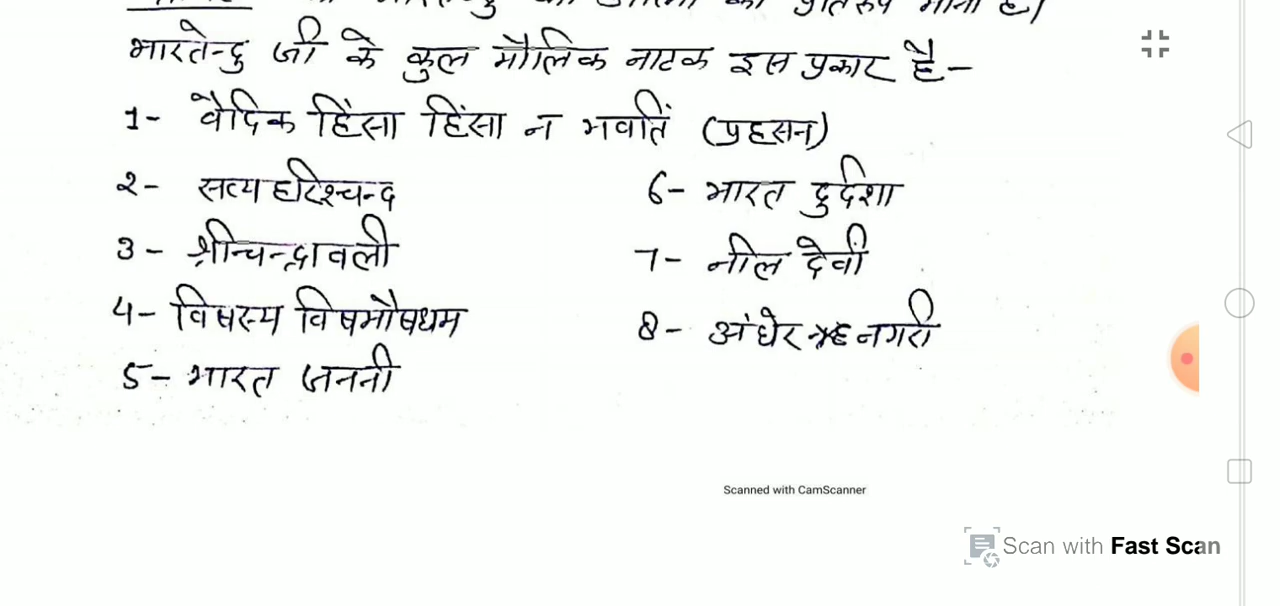 भारतेन्दु जी के कुल मौलिक नाटक इस प्रकार है-
1- वैदिक हिंसा हिंसा न भवतिं (प्रहसन)
2- सत्य हरिश्चन्द
3- श्रीचन्द्रावली
4- विषस्य विषमौषधम
5- भारत जननी
6- भारत दुर्दशा
7- नील देवी
8- अंधेर नगरी
Scanned with CamScanner
Scan with Fast Scan